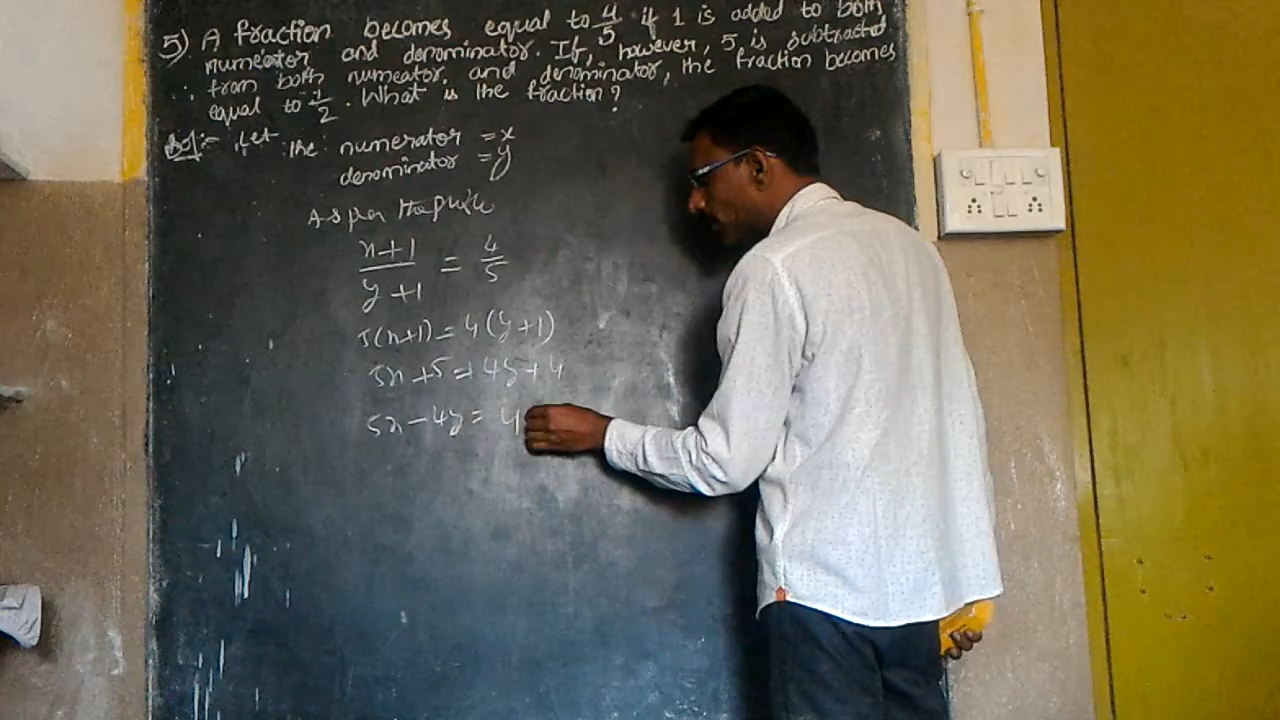 5) A fraction becomes equal to 4/5 if 1 is added to both
numerator and denominator. If, however, 5 is subtracted
from both numeator and denominator, the fraction becomes
equal to 1/2. What is the fraction?
Sol:- Let the numerator = x
denominator = y
As per the
x+1/y+1 = 4/5
5(x+1) = 4(y+1)
5x+5 = 4y+4
5x-4y = 4